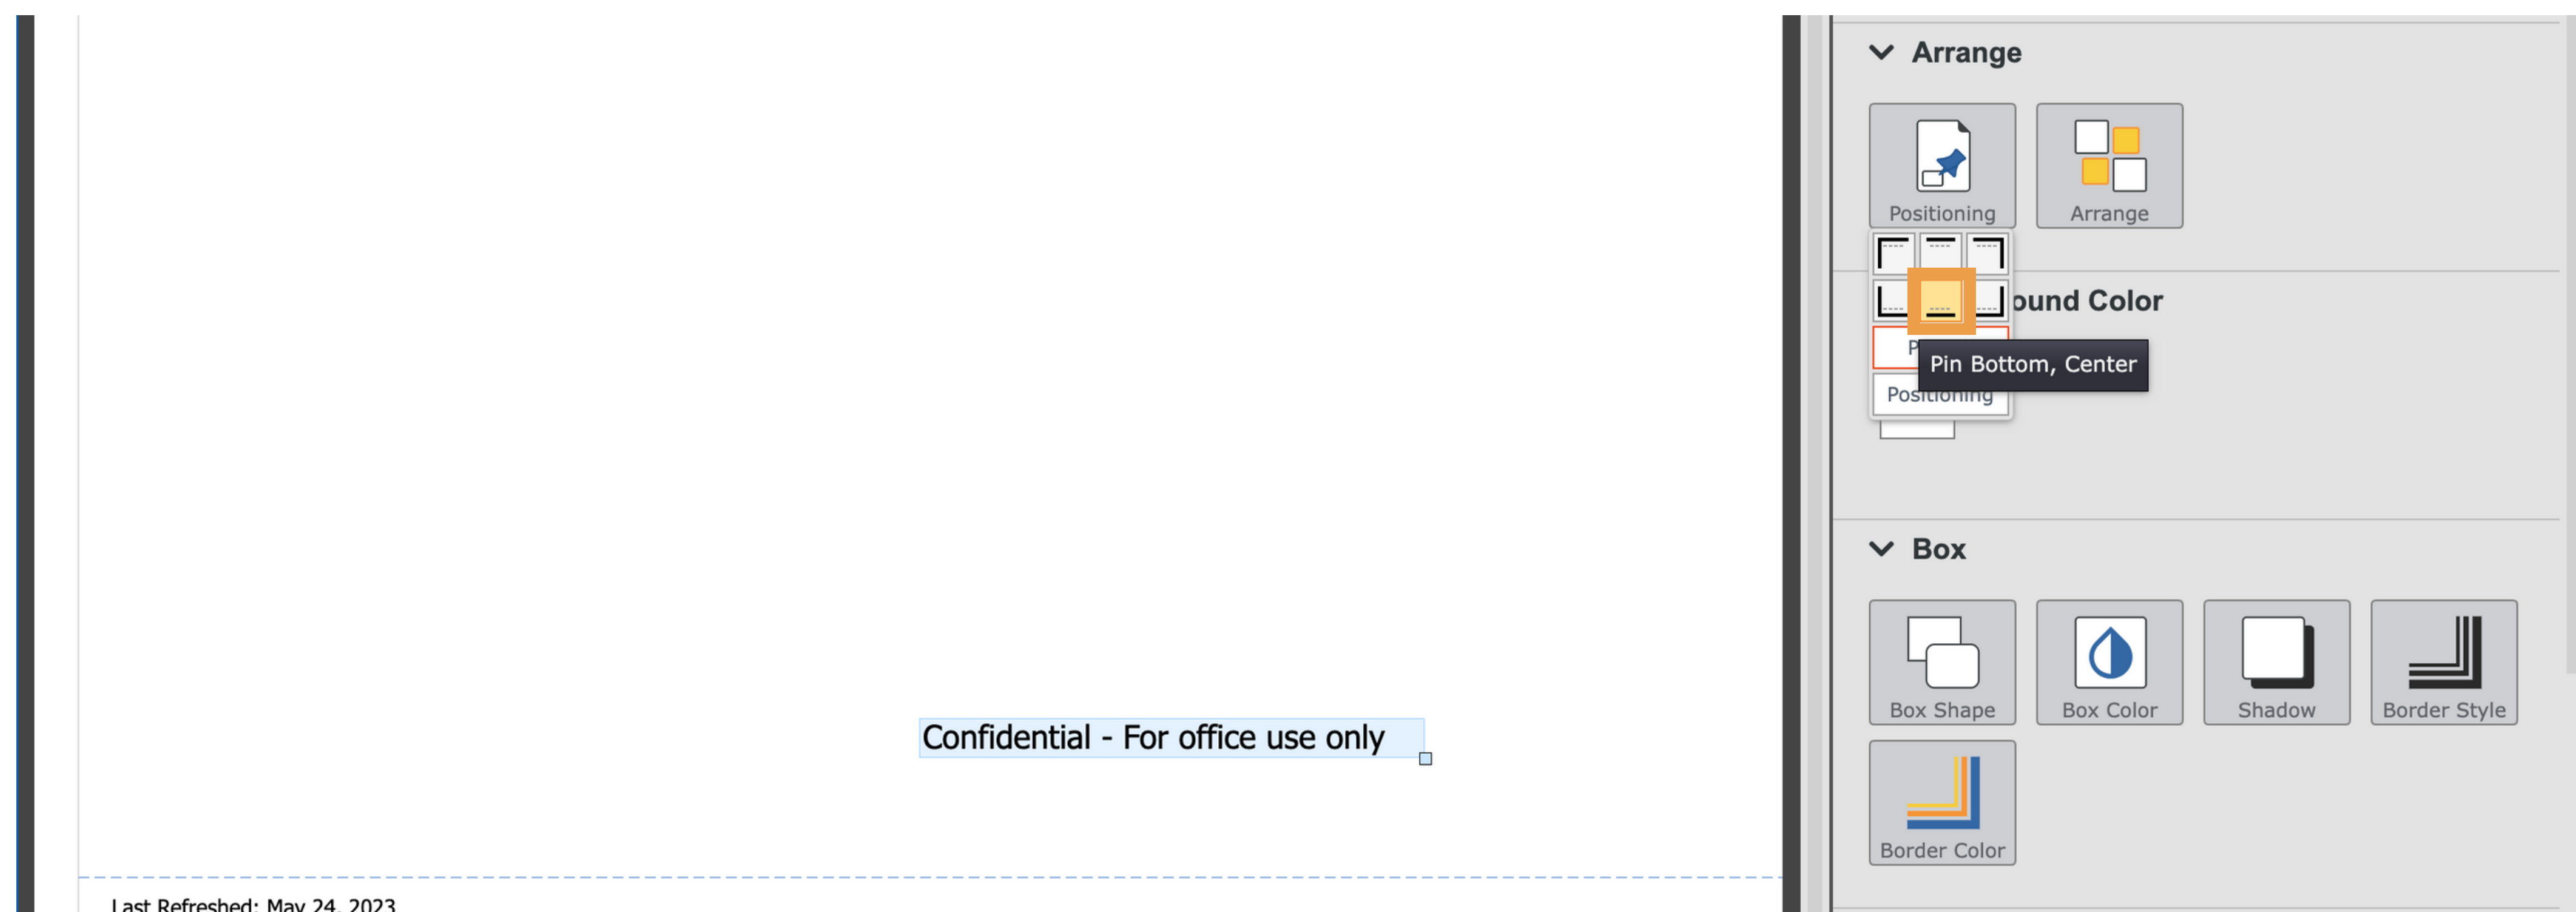 Arrange
Positioning
Arrange
ound Color
P
Pin Bottom, Center
Positioning
Box
Box Shape
Box Color
Shadow
Border Style
Border Color
Confidential - For office use only
Last Refreshed: May 24, 2023